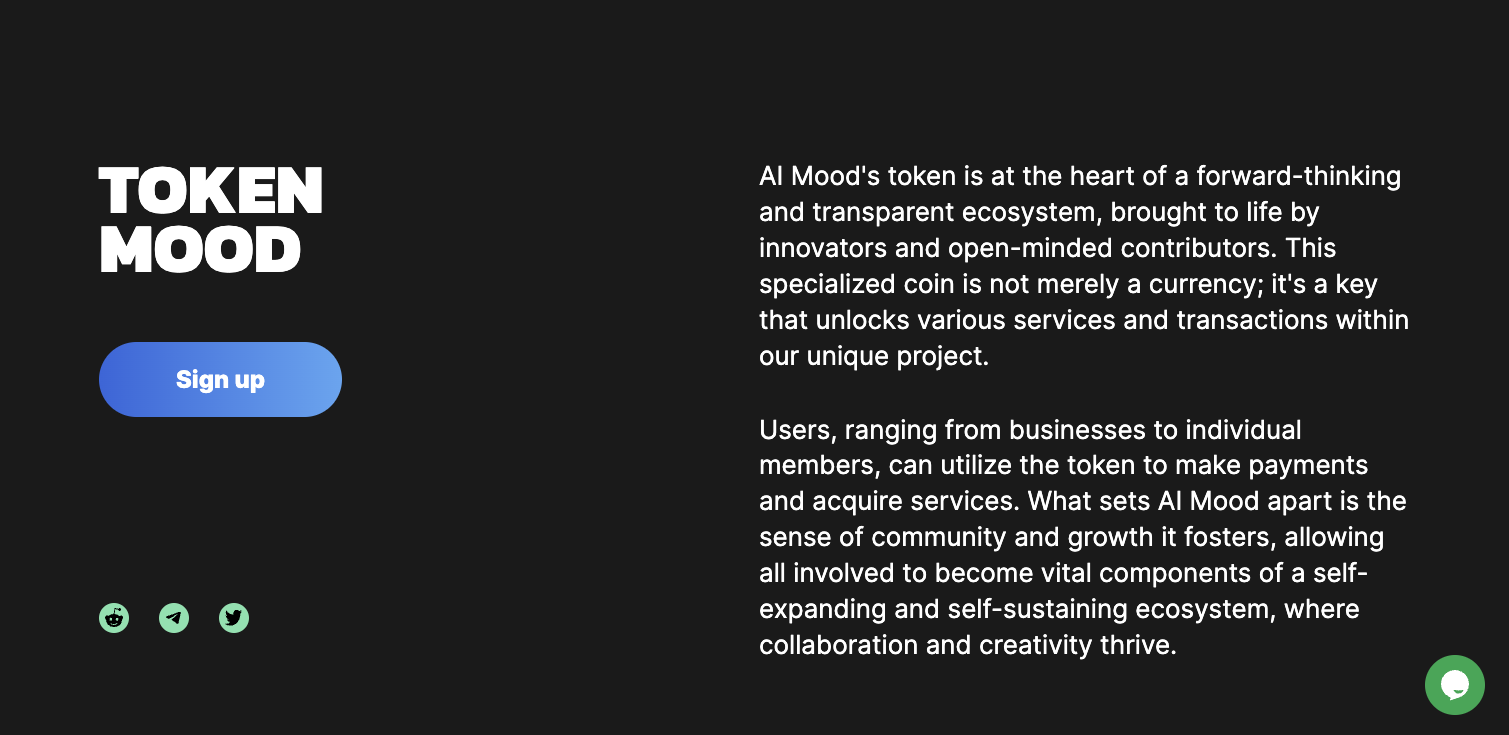 TOKEN
MOOD
Sign up
AI Mood's token is at the heart of a forward-thinking
and transparent ecosystem, brought to life by
innovators and open-minded contributors. This
specialized coin is not merely a currency; it's a key
that unlocks various services and transactions within
our unique project.
Users, ranging from businesses to individual
members, can utilize the token to make payments
and acquire services. What sets AI Mood apart is the
sense of community and growth it fosters, allowing
all involved to become vital components of a self-
expanding and self-sustaining ecosystem, where
collaboration and creativity thrive.